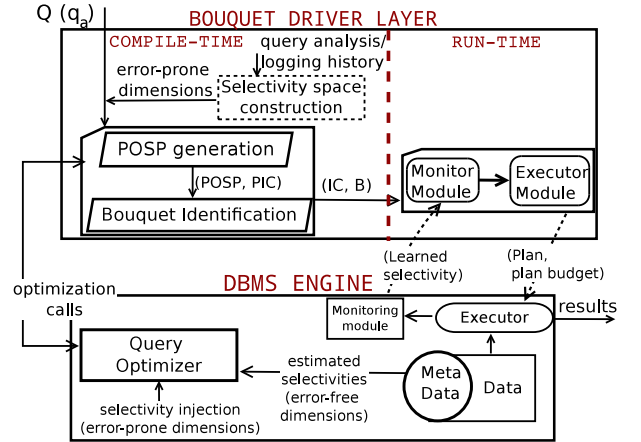 BOUQUET DRIVER LAYER
Q (qₐ)
COMPILE-TIME
query analysis/
logging history
RUN-TIME
error-prone
dimensions
Selectivity space
construction
POSP generation
(POSP, PIC)
Bouquet Identification
(IC, B)
Monitor
Module
Executor
Module
(Learned
selectivity)
(Plan,
plan budget)
optimization
calls
DBMS ENGINE
Monitoring
module
Executor
results
Query
Optimizer
estimated
selectivities
(error-free
dimensions)
Meta
Data
Data
selectivity injection
(error-prone dimensions)